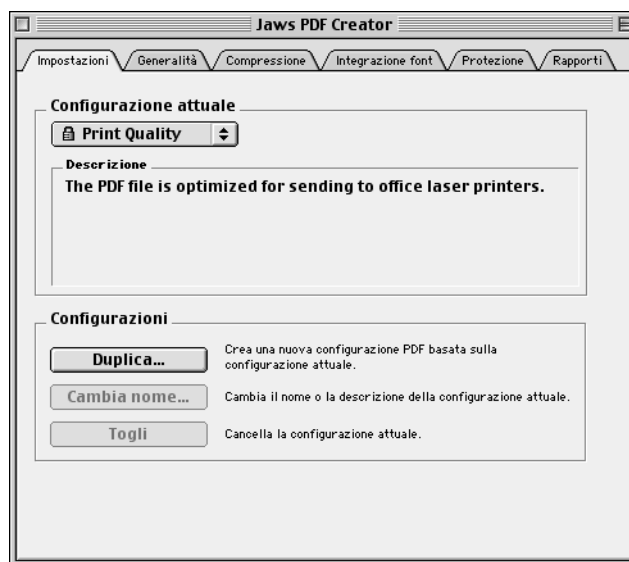 Jaws PDF Creator
Impostazioni Generalità Compressione Integrazione font Protezione Rapporti
Configurazione attuale
Print Quality
Descrizione
The PDF file is optimized for sending to office laser printers.
Configurazioni
Duplica...
Crea una nuova configurazione PDF basata sulla
configurazione attuale.
Cambia nome...
Cambia il nome o la descrizione della configurazione attuale.
Togli
Cancella la configurazione attuale.